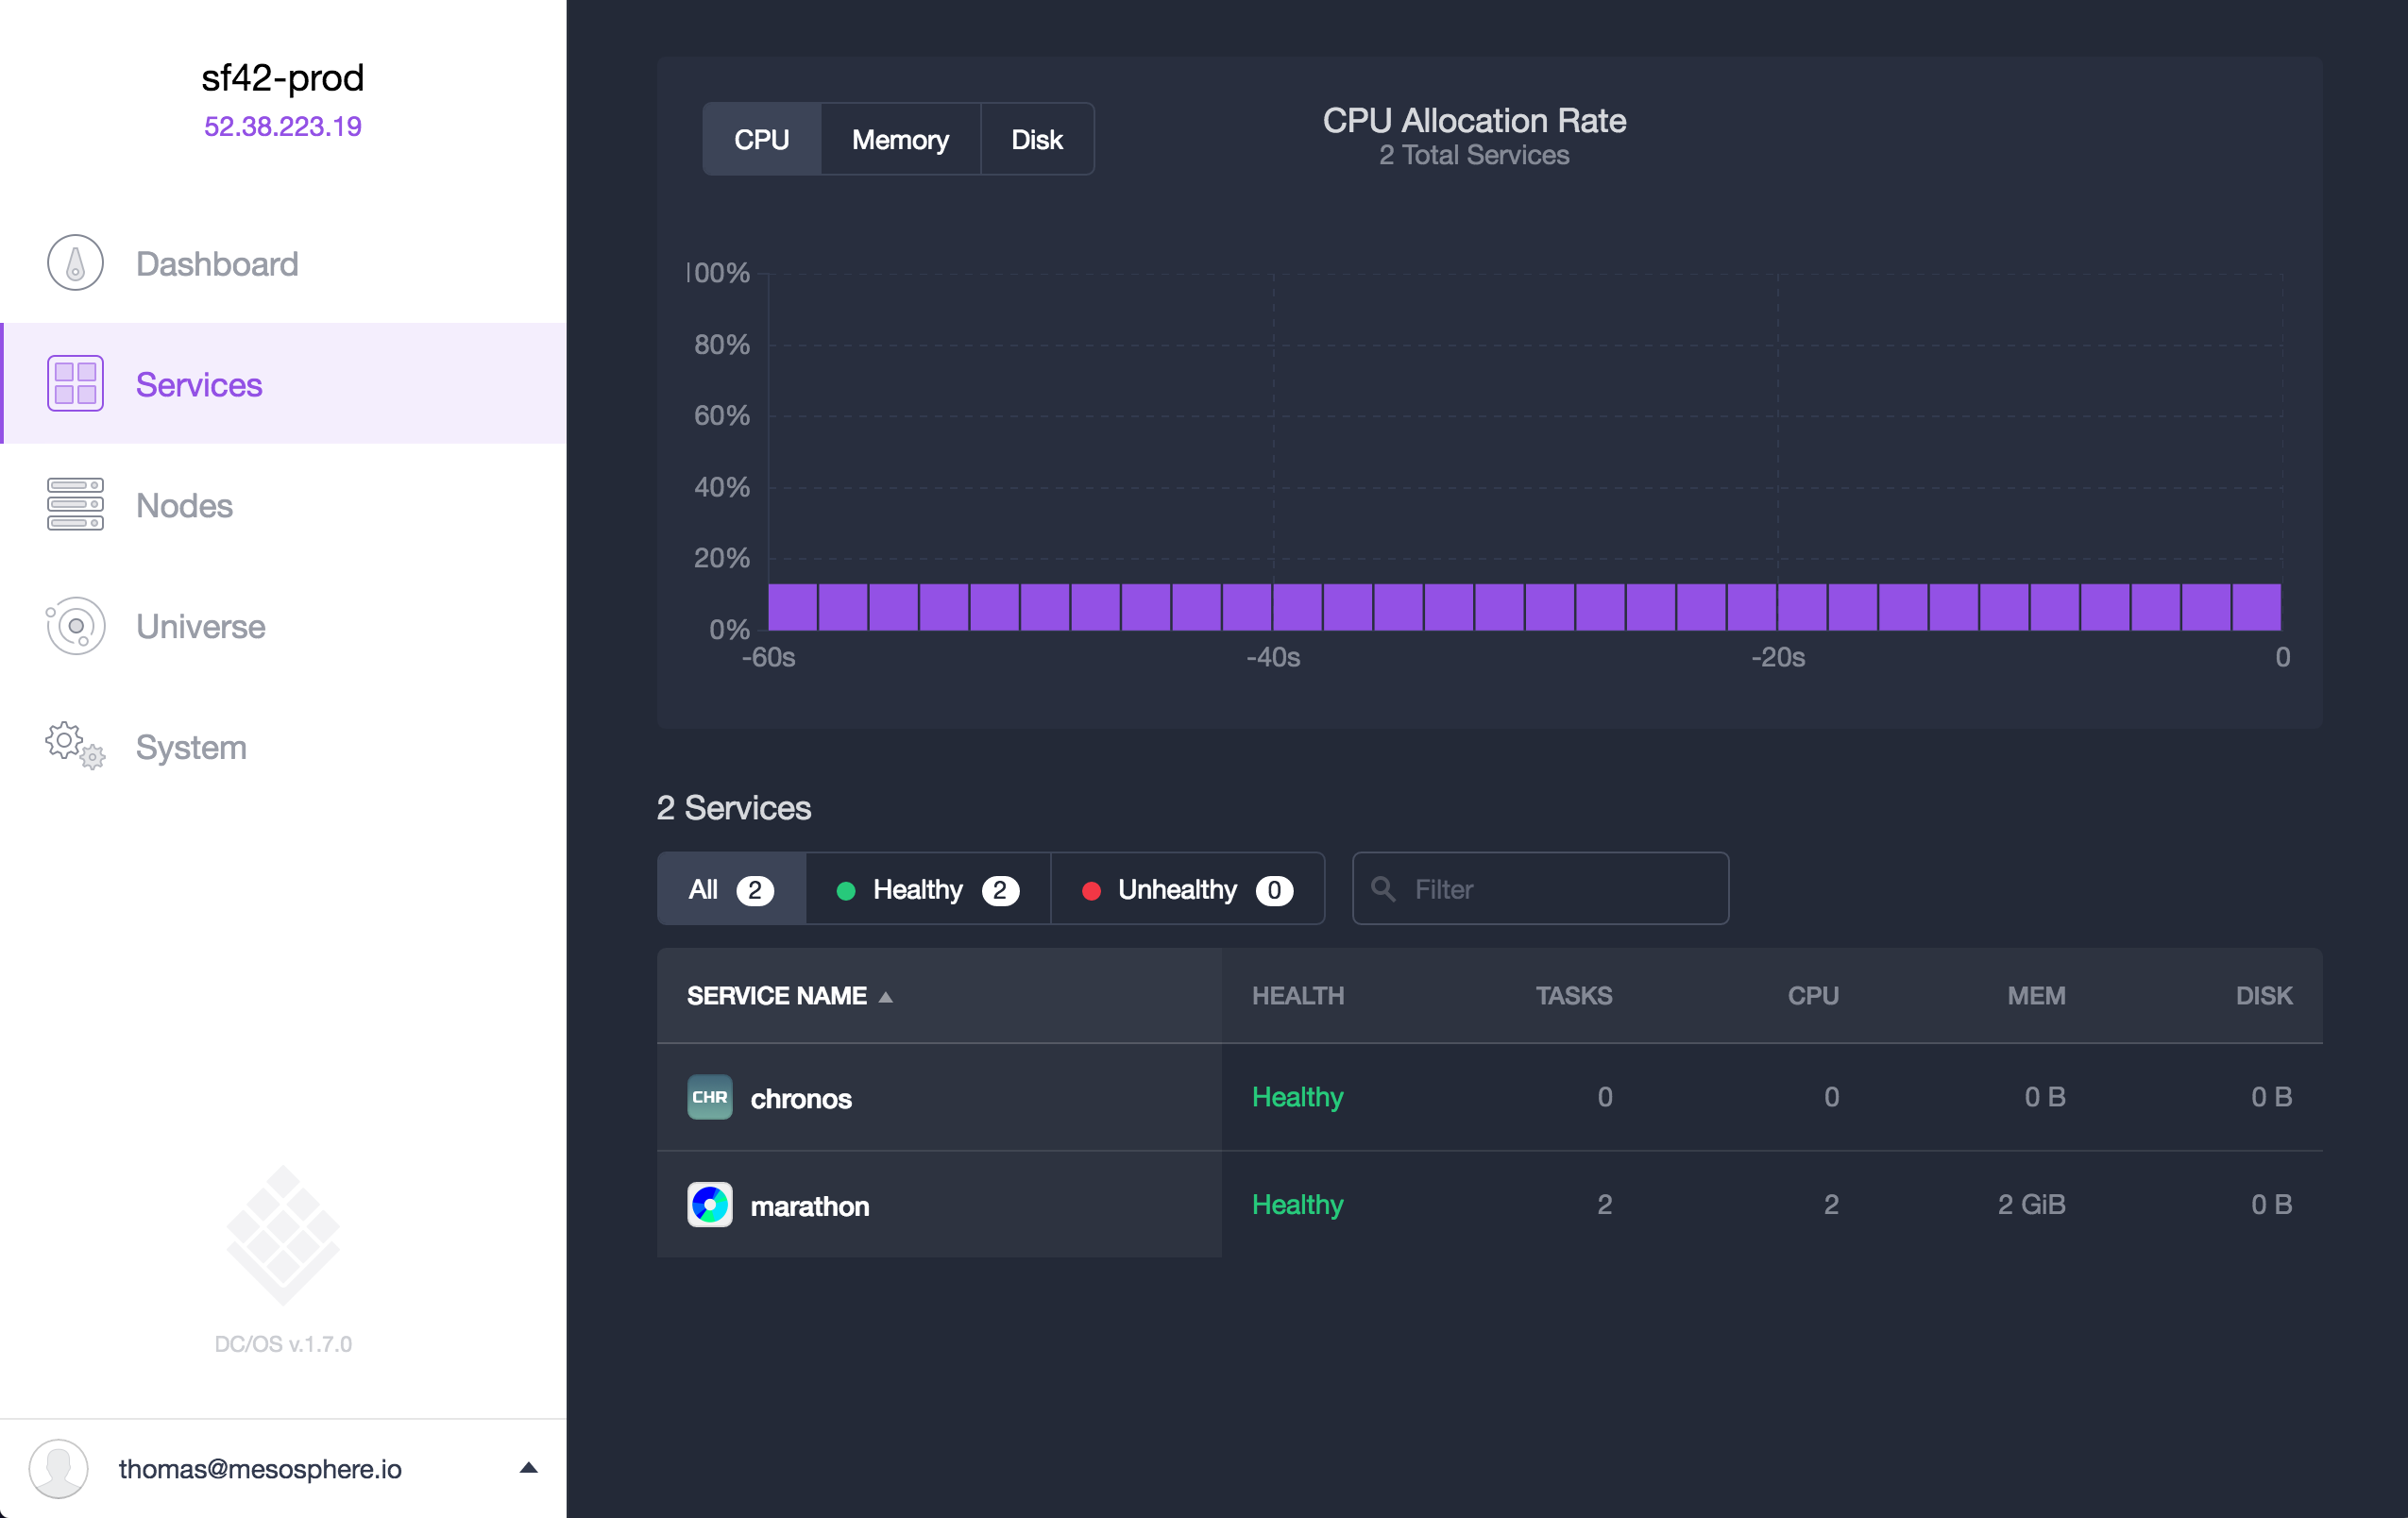 sf42-prod
52.38.223.19
Dashboard
Services
Nodes
Universe
System
DC/OS v.1.7.0
thomas@mesosphere.io
CPU Memory Disk
CPU Allocation Rate
2 Total Services
100%
80%
60%
40%
20%
0%
-60s -40s -20s 0
2 Services
All 2 Healthy 2 Unhealthy 0 Filter
SERVICE NAME HEALTH TASKS CPU MEM DISK
CHR chronos Healthy 0 0 0 B 0 B
marathon Healthy 2 2 2 GiB 0 B